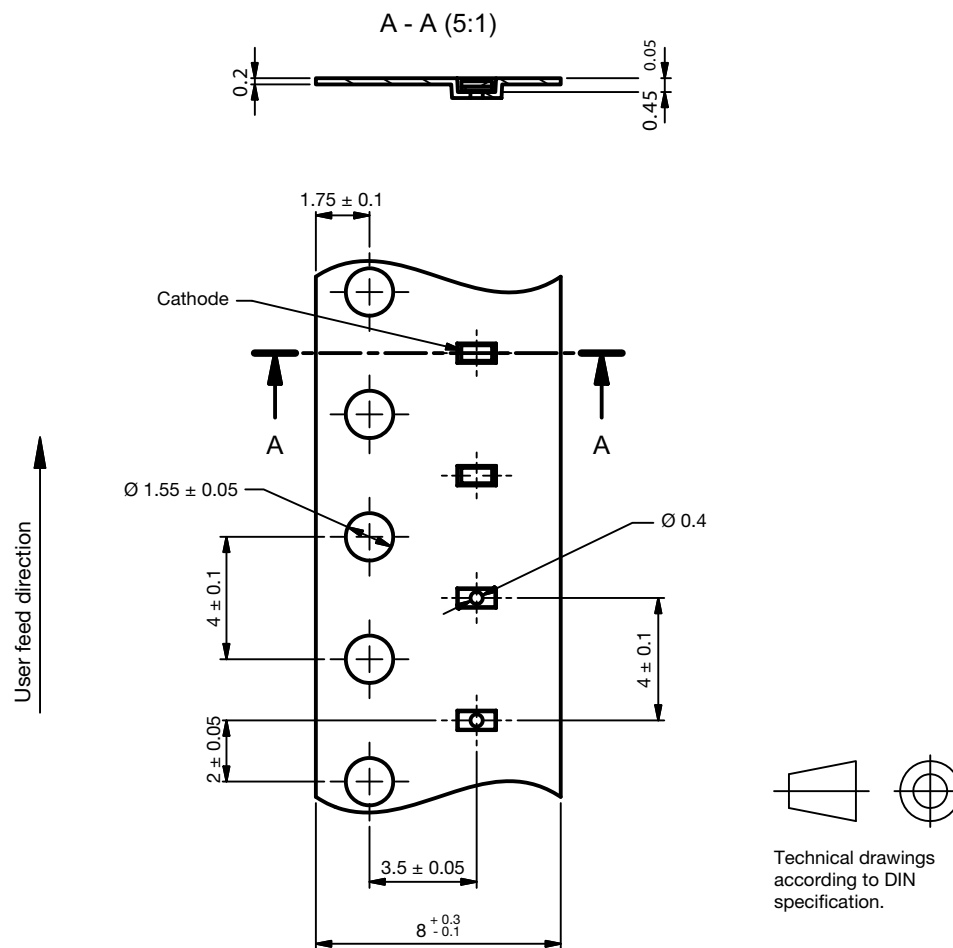 A - A (5:1)
0.2
0.05
0.45
1.75 ± 0.1
Cathode
A
A
User feed direction
Ø 1.55 ± 0.05
Ø 0.4
4 ± 0.1
4 ± 0.1
2 ± 0.05
3.5 ± 0.05
8 + 0.3 - 0.1
Technical drawings
according to DIN
specification.